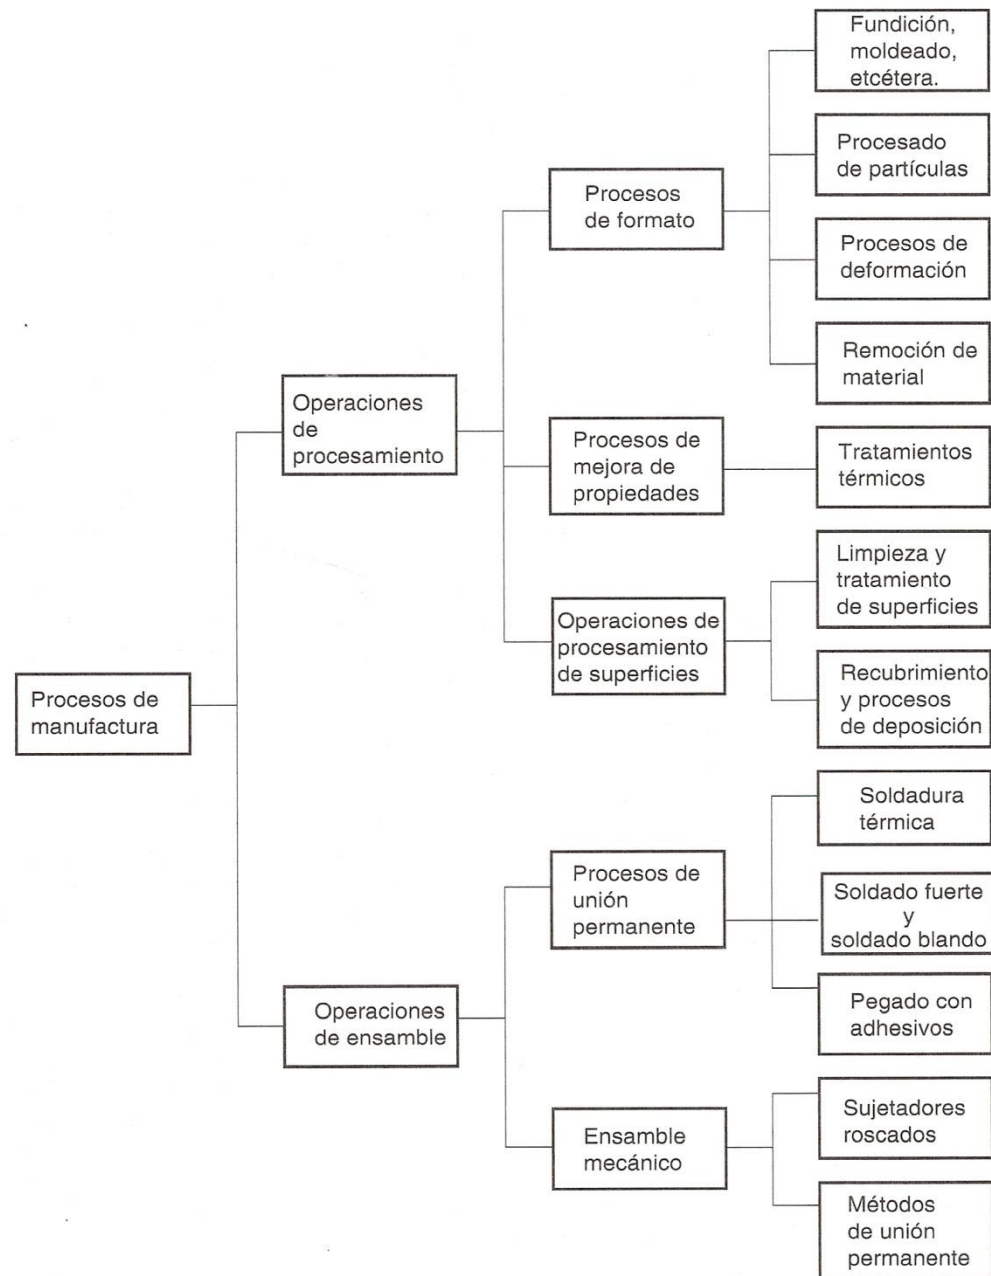 Fundición,
moldeado,
etcétera.
Procesado
de partículas
Procesos
de formato
Procesos de
deformación
Remoción de
material
Operaciones
de
procesamiento
Procesos de
mejora de
propiedades
Tratamientos
térmicos
Limpieza y
tratamiento
de superficies
Operaciones de
procesamiento
de superficies
Recubrimiento
y procesos
de deposición
Procesos de
manufactura
Soldadura
térmica
Procesos de
unión
permanente
Soldado fuerte
y
soldado blando
Pegado con
adhesivos
Operaciones
de ensamble
Sujetadores
roscados
Ensamble
mecánico
Métodos
de unión
permanente